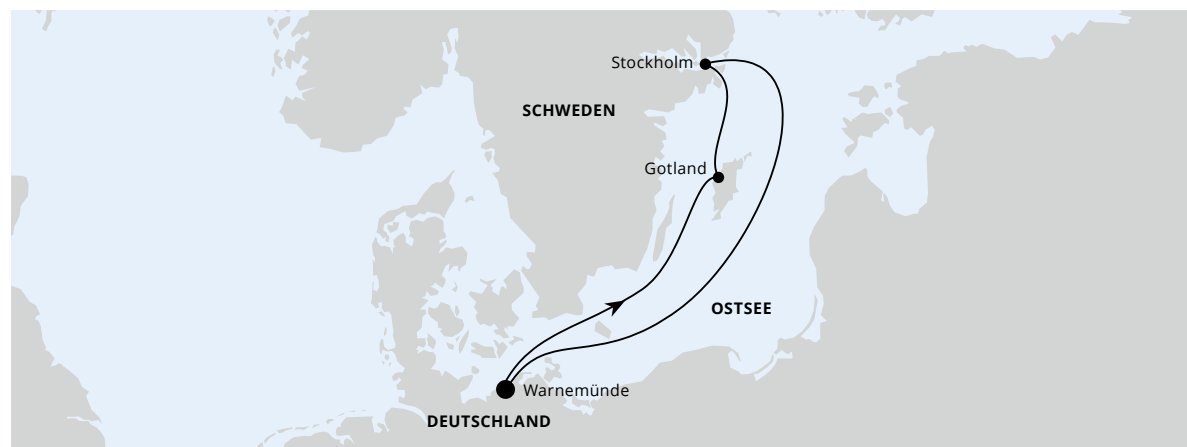 Stockholm
SCHWEDEN
Gotland
OSTSEE
Warnemünde
DEUTSCHLAND